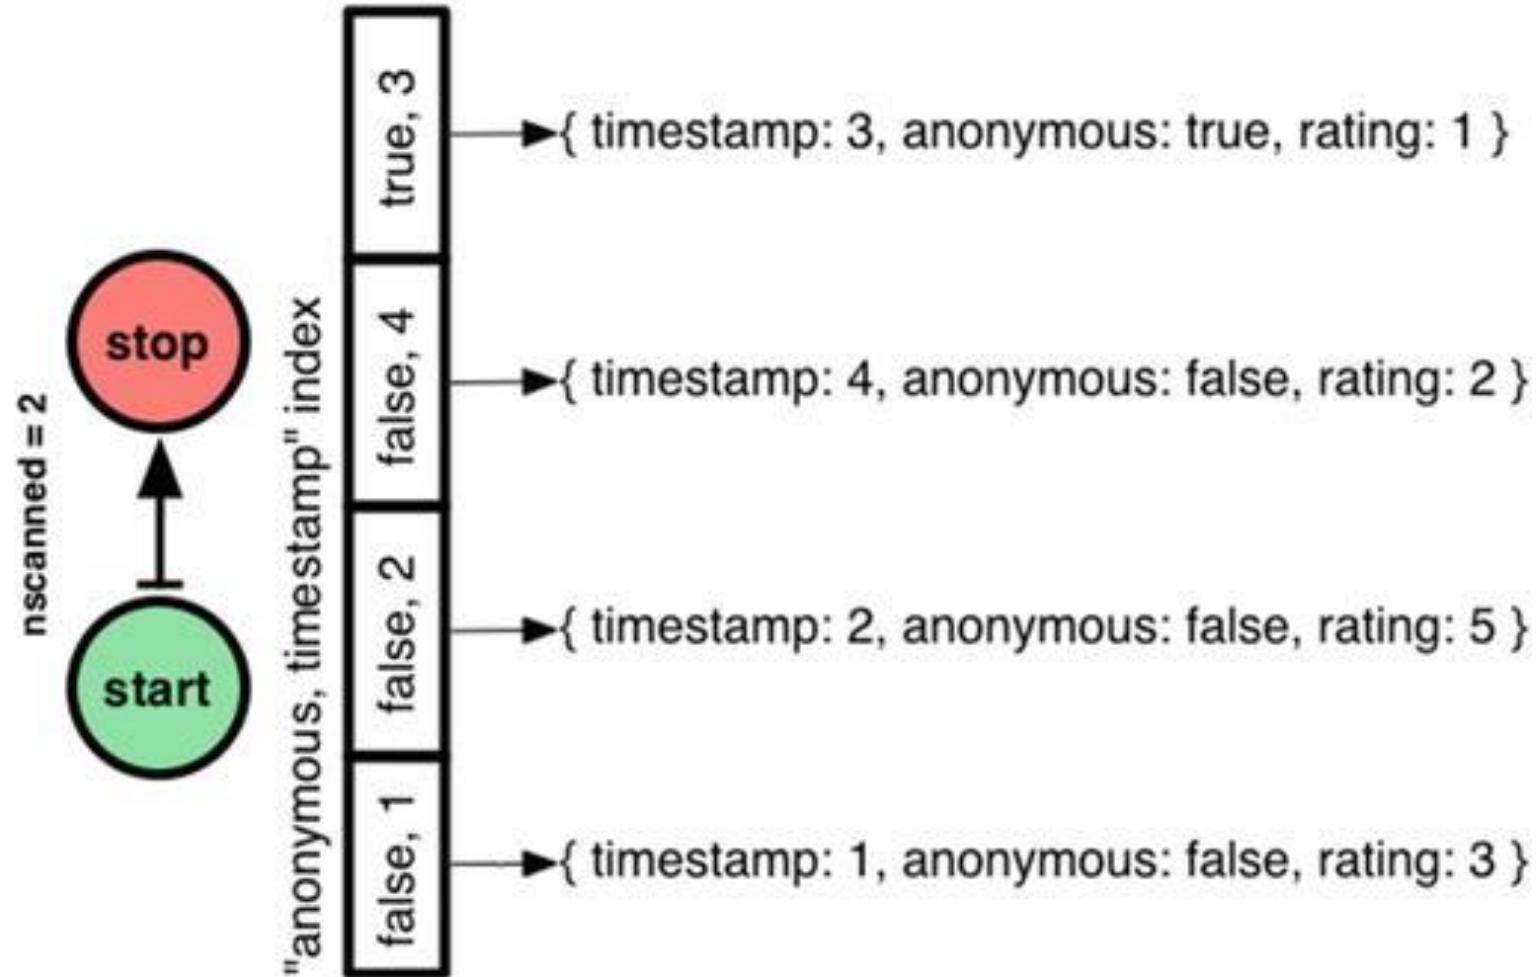 true, 3
{ timestamp: 3, anonymous: true, rating: 1 }
stop
false, 4
{ timestamp: 4, anonymous: false, rating: 2 }
nscanned = 2
"anonymous, timestamp" index
start
false, 2
{ timestamp: 2, anonymous: false, rating: 5 }
false, 1
{ timestamp: 1, anonymous: false, rating: 3 }